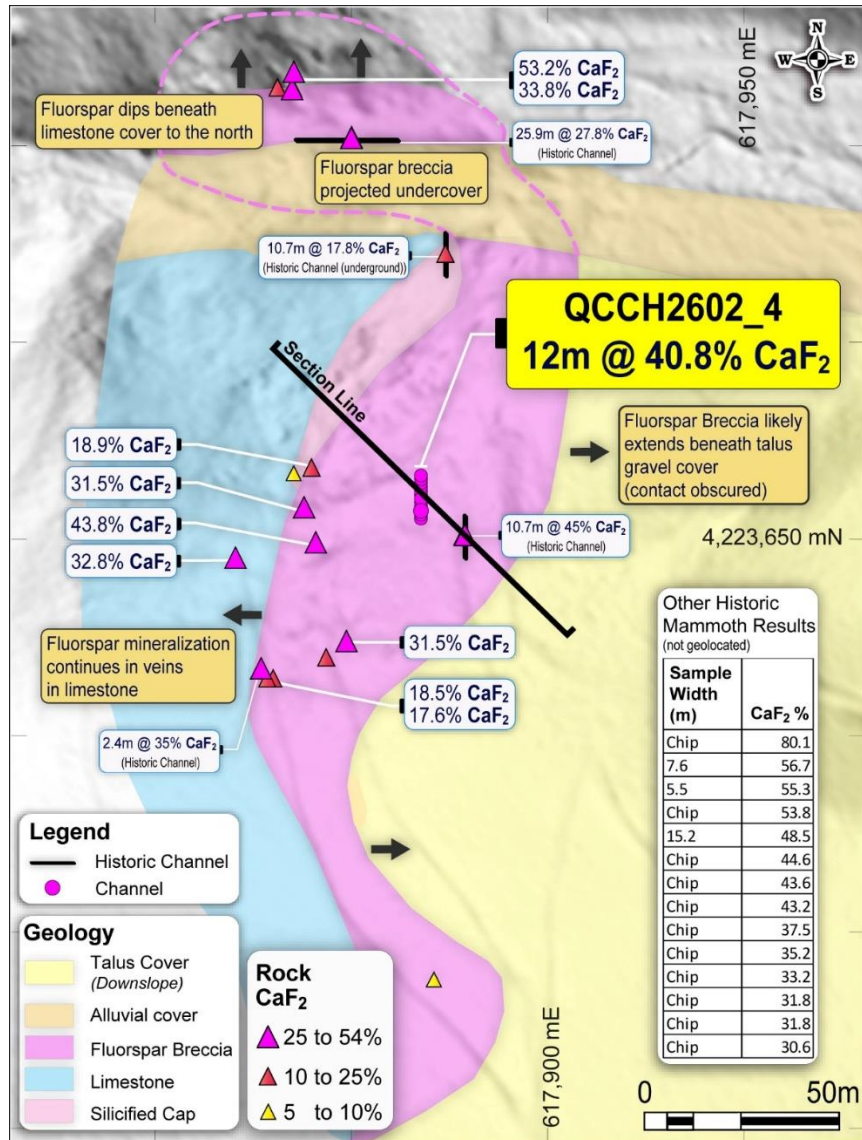 N
W E
S
617,950 mE
53.2% CaF₂
33.8% CaF₂
Fluorspar dips beneath
limestone cover to the north
25.9m @ 27.8% CaF₂
(Historic Channel)
Fluorspar breccia
projected undercover
10.7m @ 17.8% CaF₂
(Historic Channel (underground))
QCCH2602_4
12m @ 40.8% CaF₂
Section Line
Fluorspar Breccia likely
extends beneath talus
gravel cover
(contact obscured)
18.9% CaF₂
31.5% CaF₂
43.8% CaF₂
32.8% CaF₂
10.7m @ 45% CaF₂
(Historic Channel)
4,223,650 mN
Fluorspar mineralization
continues in veins
in limestone
31.5% CaF₂
18.5% CaF₂
17.6% CaF₂
2.4m @ 35% CaF₂
(Historic Channel)
Other Historic
Mammoth Results
(not geolocated)
Sample
Width
(m) CaF₂ %
Chip 80.1
7.6 56.7
5.5 55.3
Chip 53.8
15.2 48.5
Chip 44.6
Chip 43.6
Chip 43.2
Chip 37.5
Chip 35.2
Chip 33.2
Chip 31.8
Chip 31.8
Chip 30.6
Legend
Historic Channel
Channel
Geology
Talus Cover
(Downslope)
Alluvial cover
Fluorspar Breccia
Limestone
Silicified Cap
Rock
CaF₂
25 to 54%
10 to 25%
5 to 10%
617,900 mE
0 50m